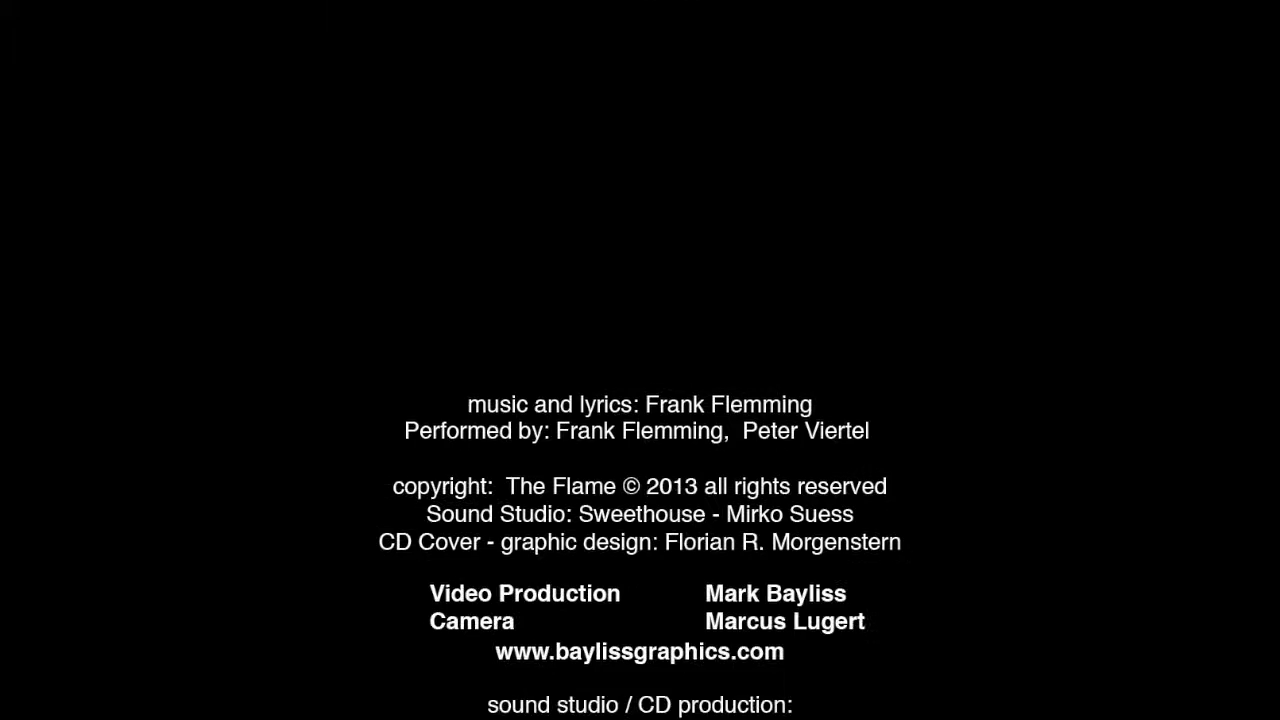 music and lyrics: Frank Flemming
Performed by: Frank Flemming,  Peter Viertel
copyright:  The Flame © 2013 all rights reserved
Sound Studio: Sweethouse - Mirko Suess
CD Cover - graphic design: Florian R. Morgenstern
Video Production Mark Bayliss
Camera Marcus Lugert
www.baylissgraphics.com
sound studio / CD production: